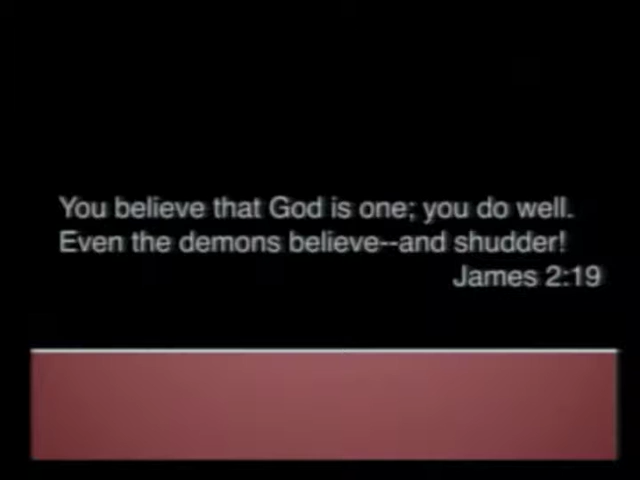 You believe that God is one; you do well.
Even the demons believe--and shudder!
James 2:19